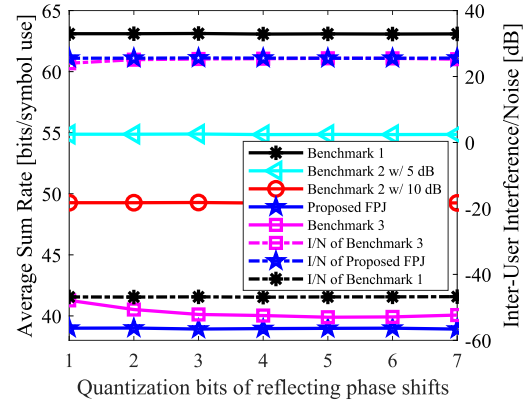 Average Sum Rate [bits/symbol use]
65
60
55
50
45
40
Benchmark 1
Benchmark 2 w/ 5 dB
Benchmark 2 w/ 10 dB
Proposed FPJ
Benchmark 3
I/N of Benchmark 3
I/N of Proposed FPJ
I/N of Benchmark 1
40
20
0
-20
-40
-60
Inter-User Interference/Noise [dB]
1 2 3 4 5 6 7
Quantization bits of reflecting phase shifts